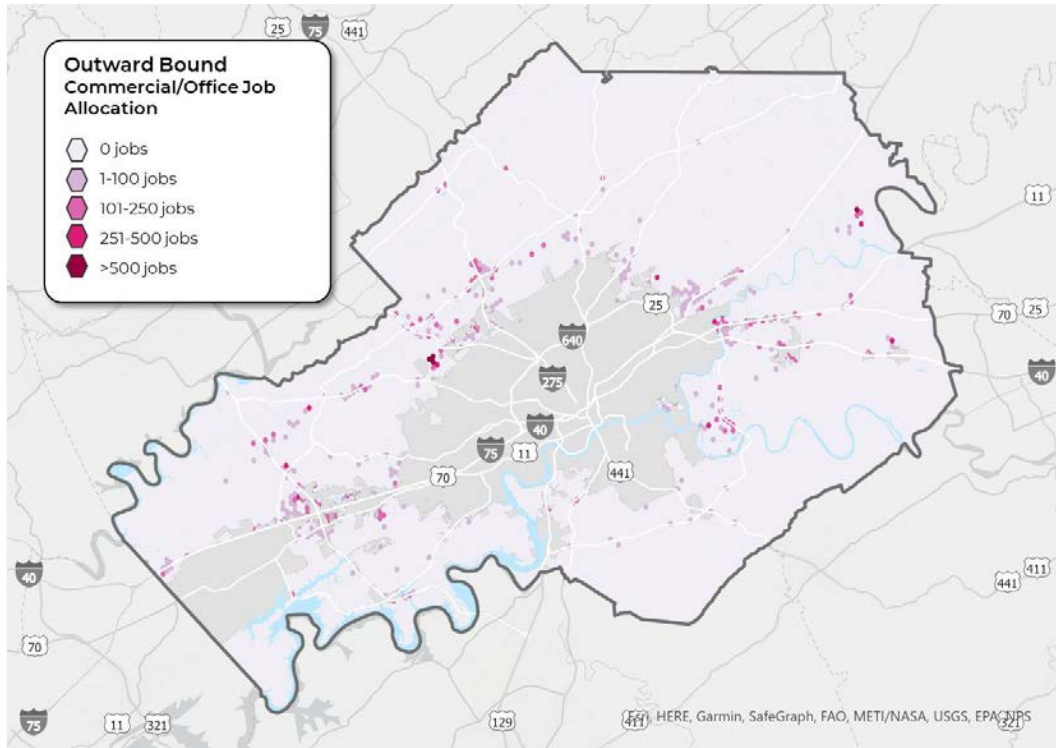 25
75
441
Outward Bound
Commercial/Office Job
Allocation
0 jobs
1-100 jobs
101-250 jobs
251-500 jobs
>500 jobs
11
25
70
25
640
40
275
40
75
11
70
441
411
441
40
70
75
11
321
129
411
321
Esri, HERE, Garmin, SafeGraph, FAO, METI/NASA, USGS, EPA, NPS